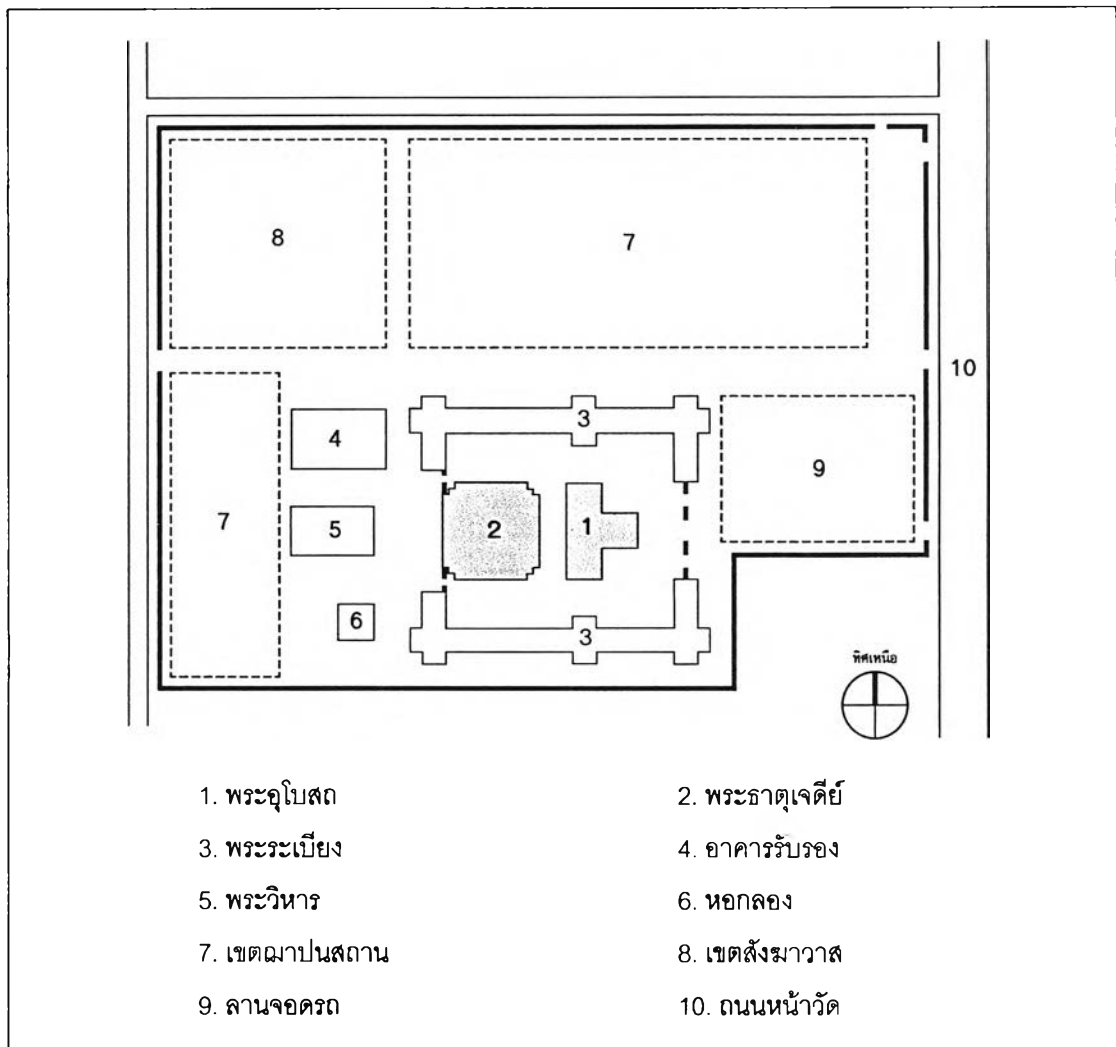 8
7
10
3
4
9
7
5
2
1
6
3
ทิศเหนือ
1. พระอุโบสถ 2. พระธาตุเจดีย์
3. พระระเบียง 4. อาคารรับรอง
5. พระวิหาร 6. หอกลอง
7. เขตฌาปนสถาน 8. เขตสังฆาวาส
9. ลานจอดรถ 10. ถนนหน้าวัด